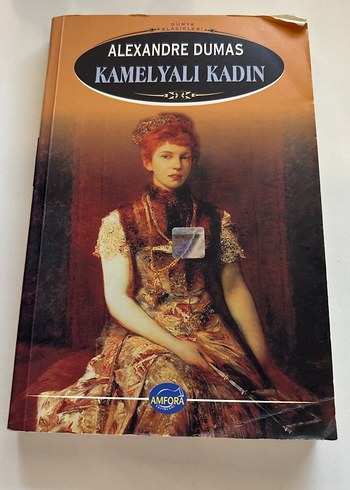 DÜNYA
KLASİKLERİ
ALEXANDRE DUMAS
KAMELYALI KADIN
AMFORA